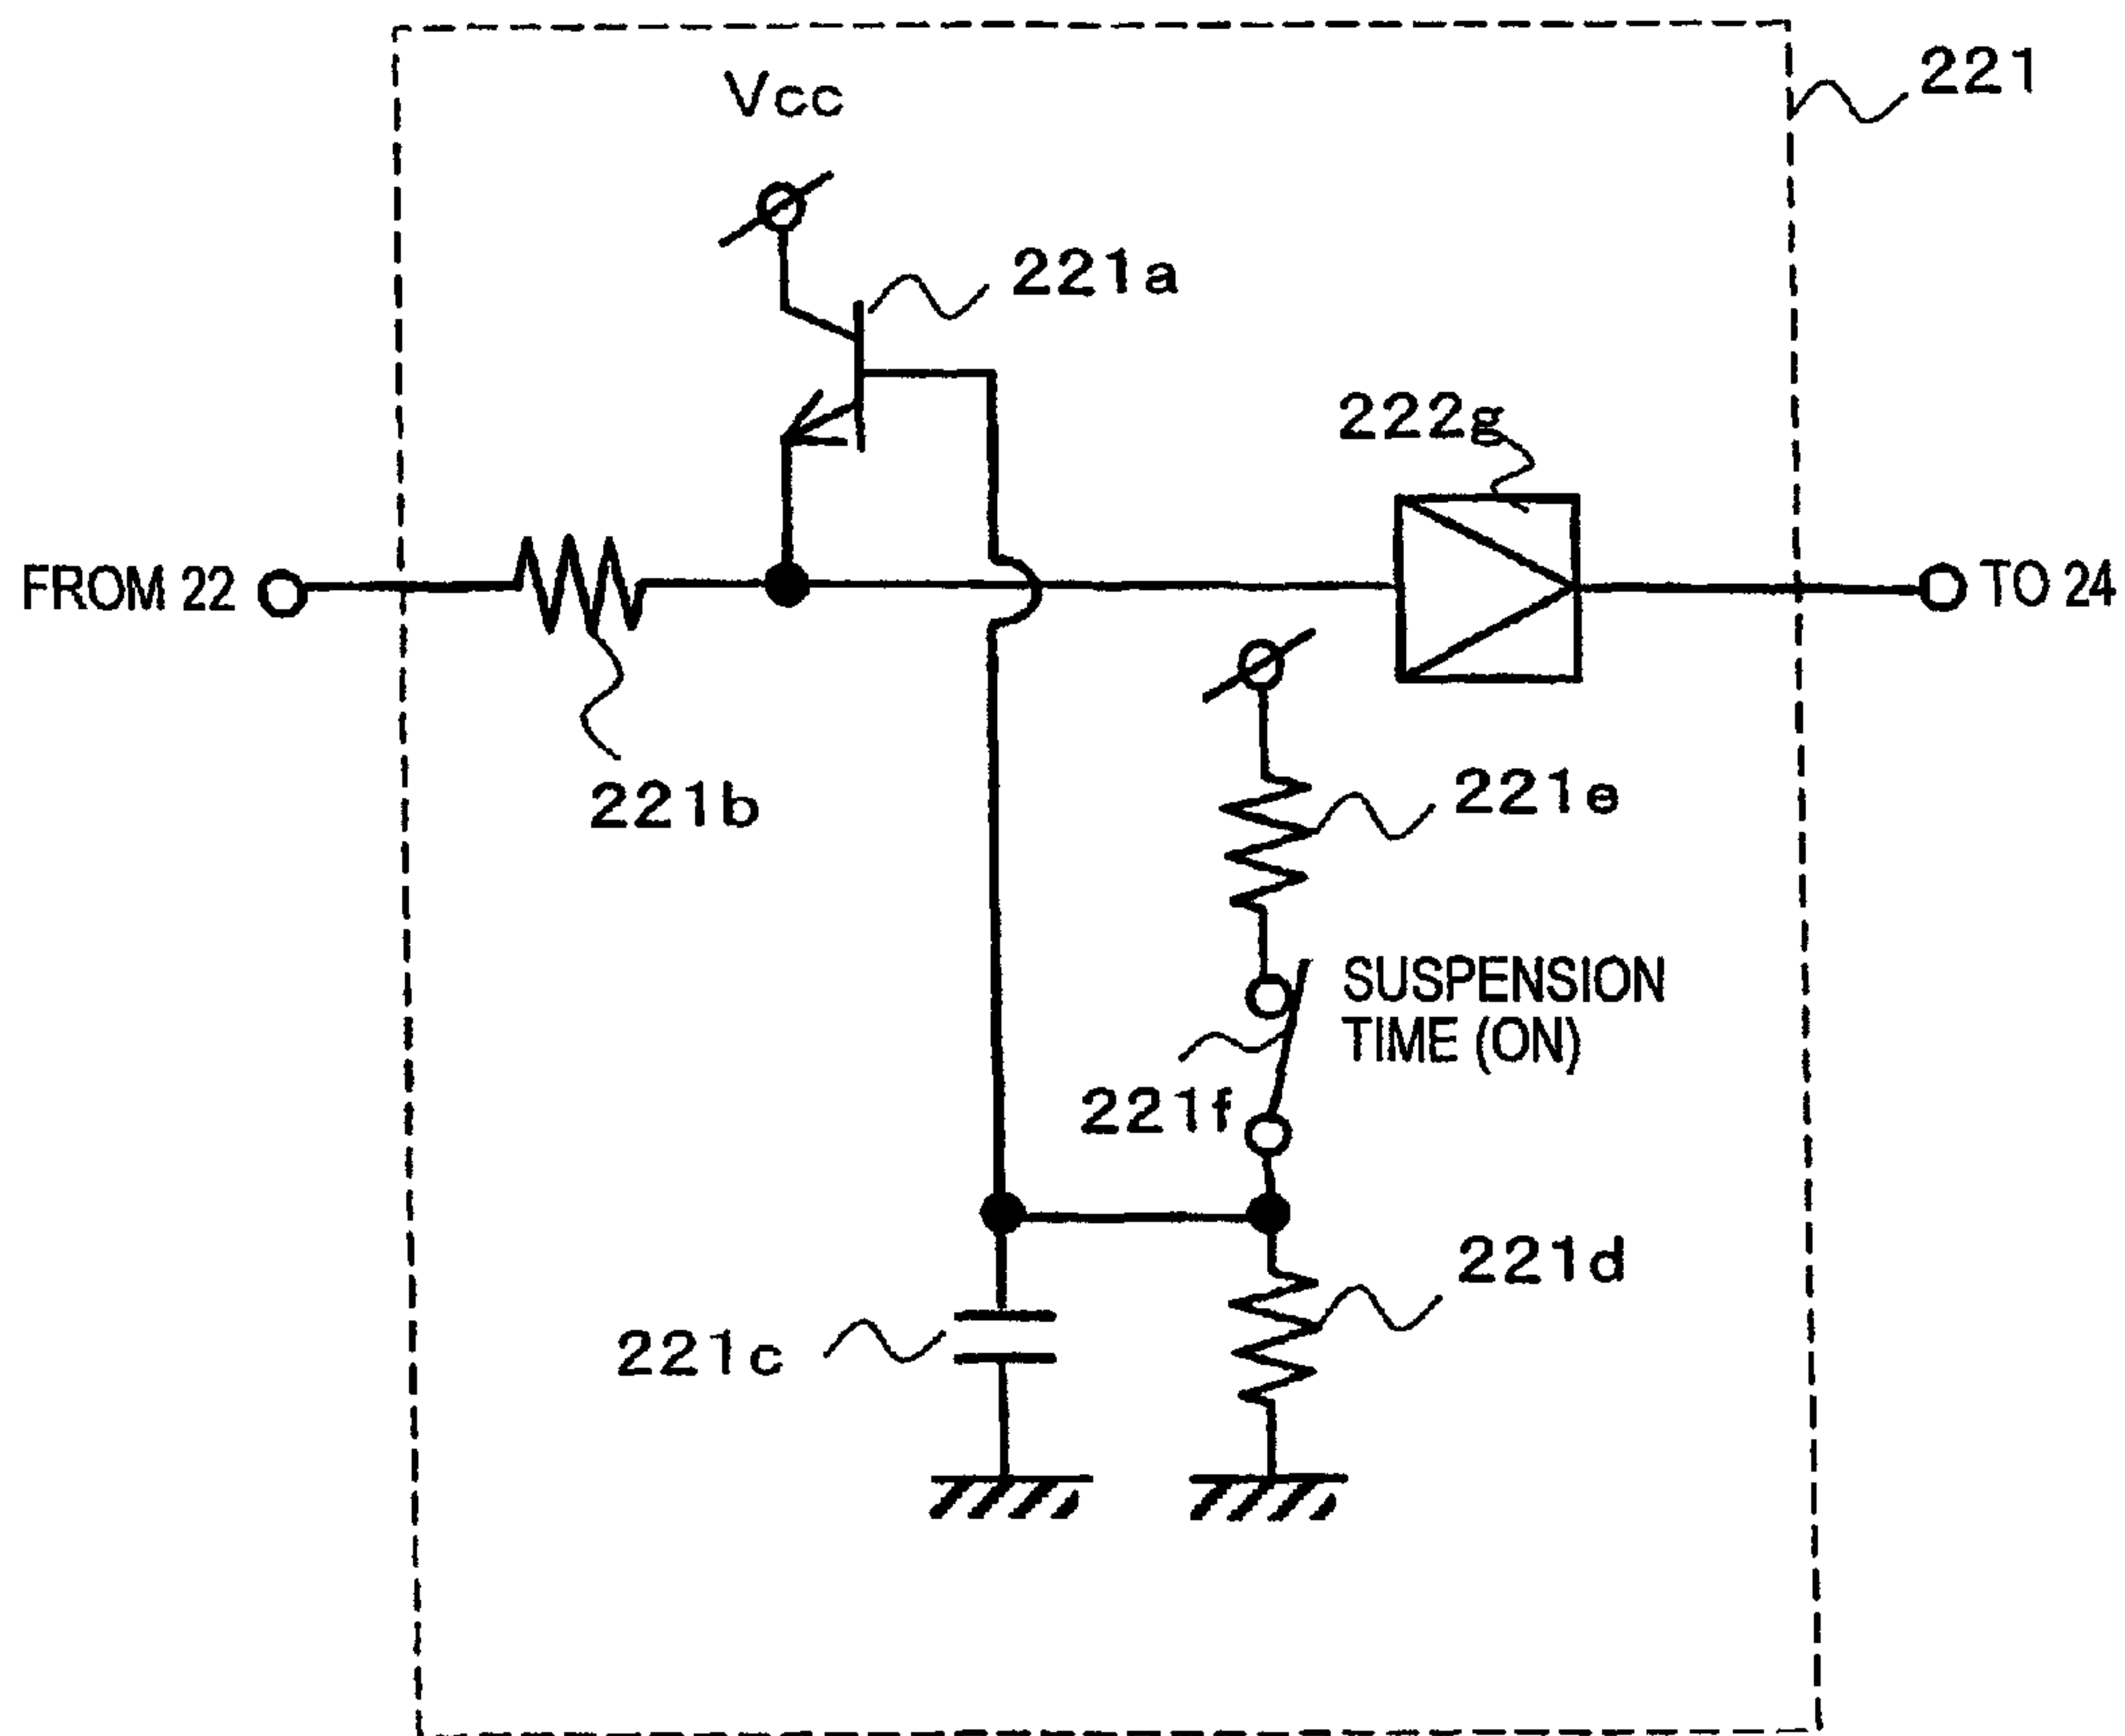 221
Vcc
221a
222g
FROM 22
TO 24
221b
221e
SUSPENSION
TIME (ON)
221f
221d
221c